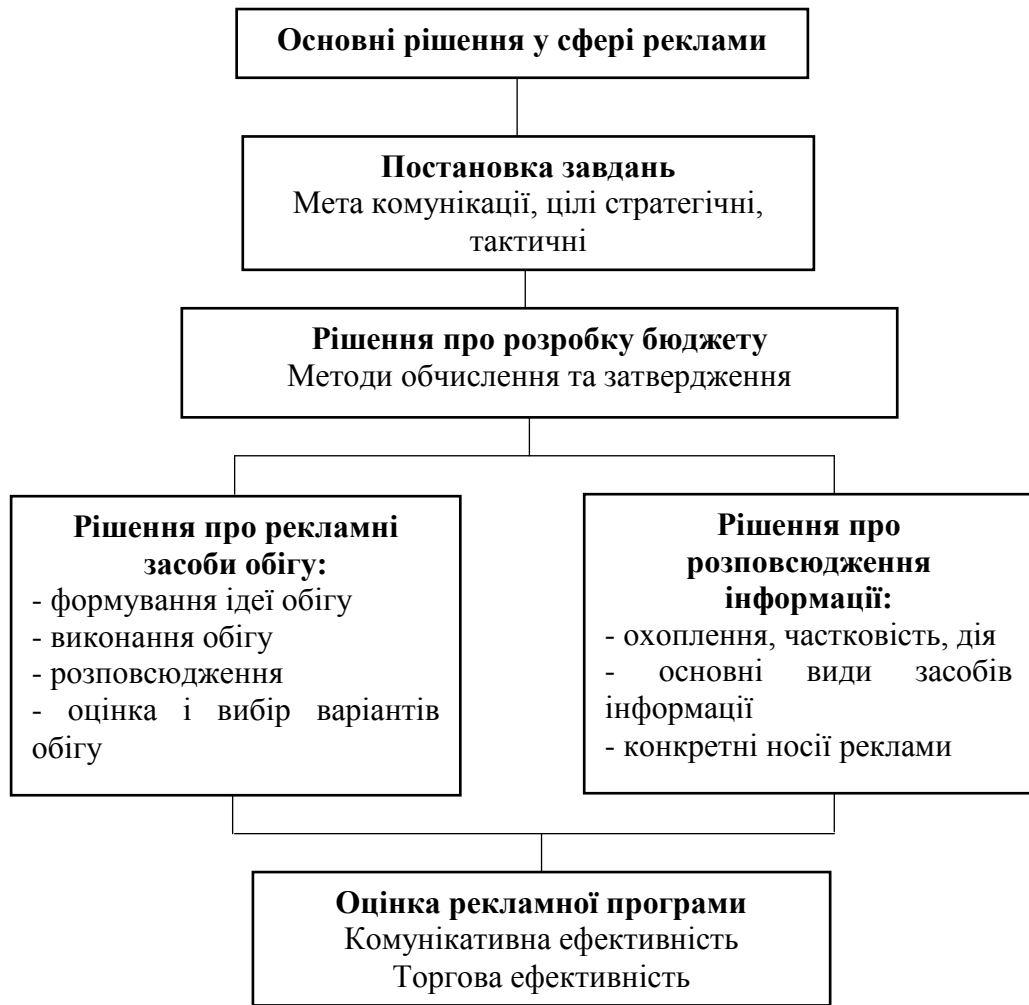 Основні рішення у сфері реклами
Постановка завдань
Мета комунікації, цілі стратегічні,
тактичні
Рішення про розробку бюджету
Методи обчислення та затвердження
Рішення про рекламні
засоби обігу:
- формування ідеї обігу
- виконання обігу
- розповсюдження
- оцінка і вибір варіантів
обігу
Рішення про
розповсюдження
інформації:
- охоплення, частковість, дія
- основні види засобів
інформації
- конкретні носії реклами
Оцінка рекламної програми
Комунікативна ефективність
Торгова ефективність